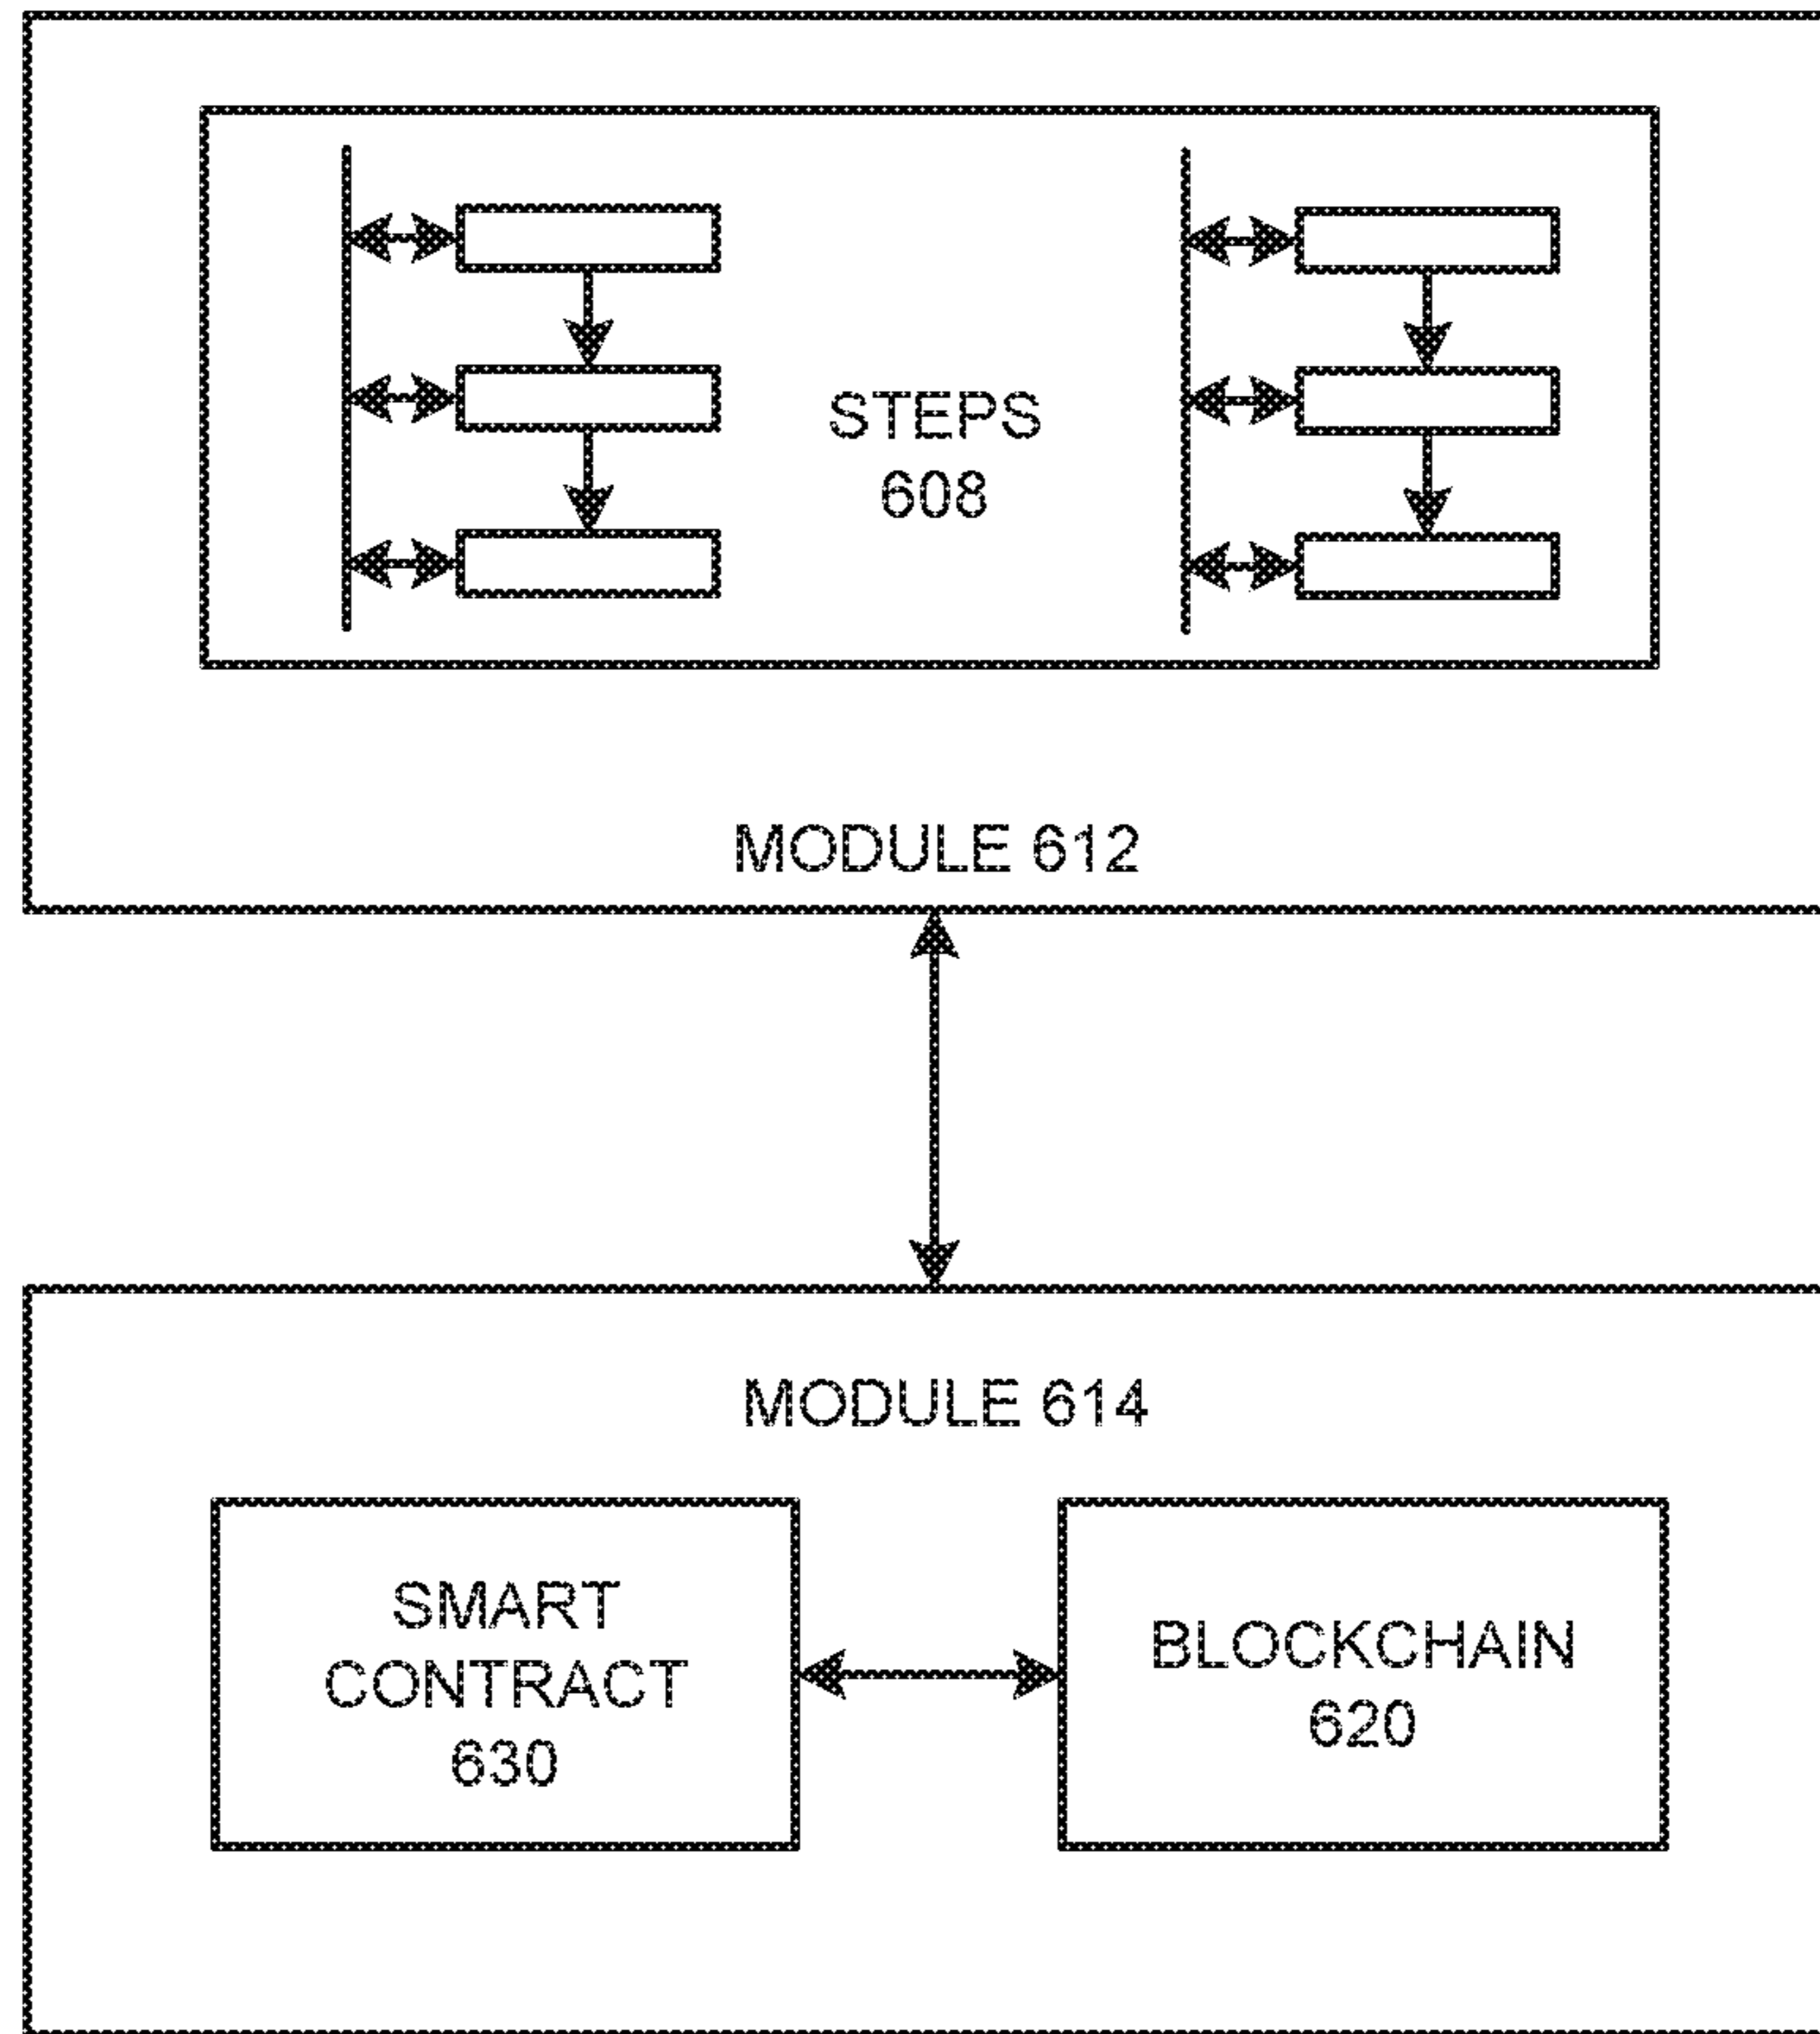 STEPS
608
MODULE 612
MODULE 614
SMART
CONTRACT
630
BLOCKCHAIN
620